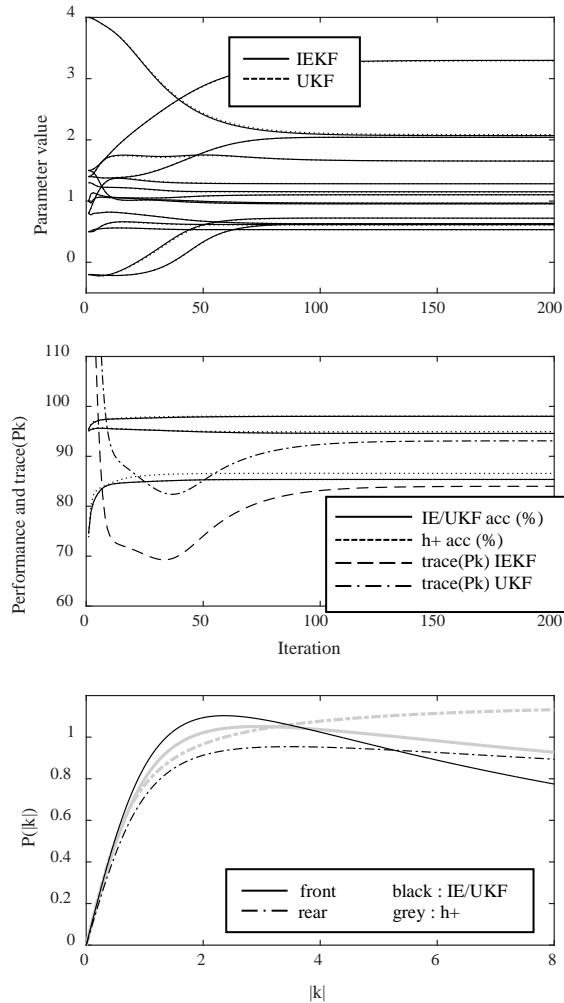 4
3
2
1
0
Parameter value
IEKF
UKF
0
50
100
150
200
110
100
90
80
70
60
Performance and trace(Pk)
IE/UKF acc (%)
h+ acc (%)
trace(Pk) IEKF
trace(Pk) UKF
0
50
100
150
200
Iteration
1
0.8
0.6
0.4
0.2
0
P(|k|)
front black : IE/UKF
rear grey : h+
0
2
4
6
8
|k|